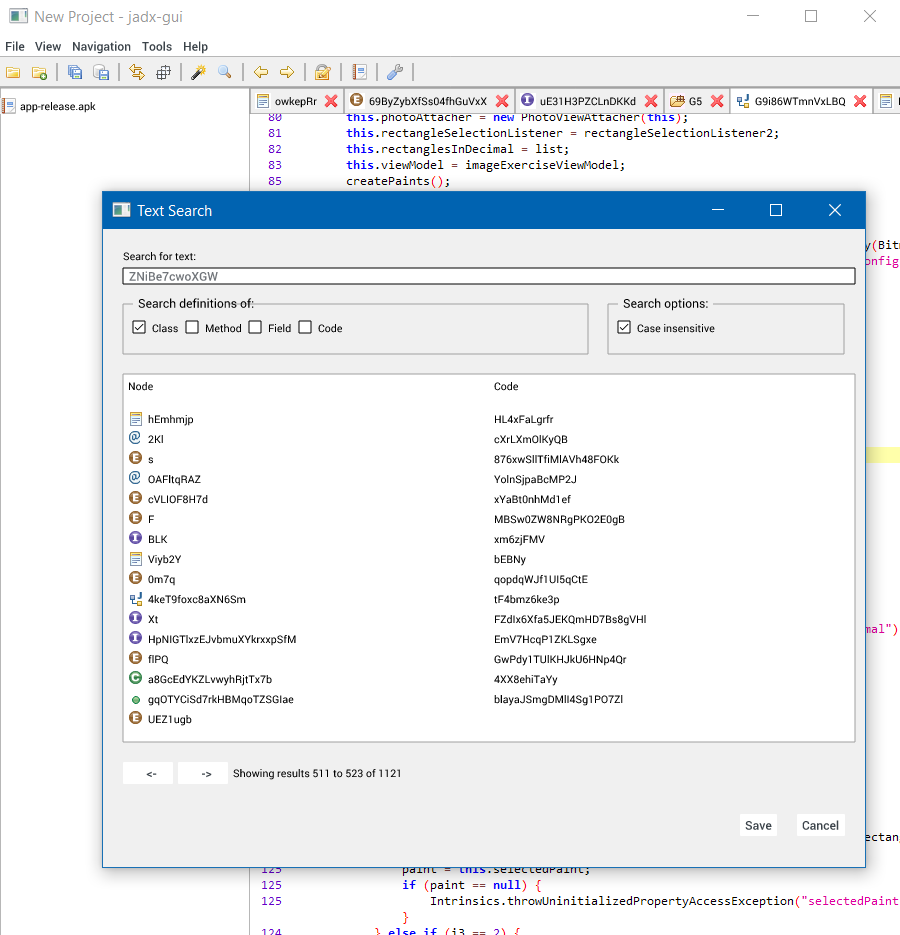 New Project - jadx-gui
File View Navigation Tools Help
app-release.apk
owkepRr 69ByZybXfSs04fhGuVxX uE31H3PZCLnDKKd G5 G9i86WTmnVxLBQ
80 this.photoAttacher = new PhotoViewAttacher(this);
81 this.rectangleSelectionListener = rectangleSelectionListener2;
82 this.rectanglesInDecimal = list;
83 this.viewModel = imageExerciseViewModel;
85 createPaints();
y(Bitm
onfig
mal")
ectang
Text Search
Search for text:
ZNiBe7cwoXGW
Search definitions of: Search options:
Class Method Field Code Case insensitive
Node Code
hEmhmjp HL4xFaLgrfr
2Kl cXrLXmOlKyQB
s 876xwSllTfiMlAVh48FOKk
OAFltqRAZ YolnSjpaBcMP2J
cVLIOF8H7d xYaBt0nhMd1ef
F MBSw0ZW8NRgPKO2E0gB
BLK xm6zjFMV
Viyb2Y bEBNy
0m7q qopdqWJf1UI5qCtE
4keT9foxc8aXN6Sm tF4bmz6ke3p
Xt FZdIx6Xfa5JEKQmHD7Bs8gVHl
HpNIGTlxzEJvbmuXYkrxxpSfM EmV7HcqP1ZKLSgxe
flPQ GwPdy1TUlKHJkU6HNp4Qr
a8GcEdYKZLvwyhRjtTx7b 4XX8ehiTaYy
gqOTYCiSd7rkHBMqoTZSGIae blayaJSmgDMlI4Sg1PO7Zl
UEZ1ugb
<- -> Showing results 511 to 523 of 1121
Save Cancel
125 paint = this.selectedPaint;
125 if (paint == null) {
125 Intrinsics.throwUninitializedPropertyAccessException("selectedPaint
}
124 } else if (i3 == 2) {